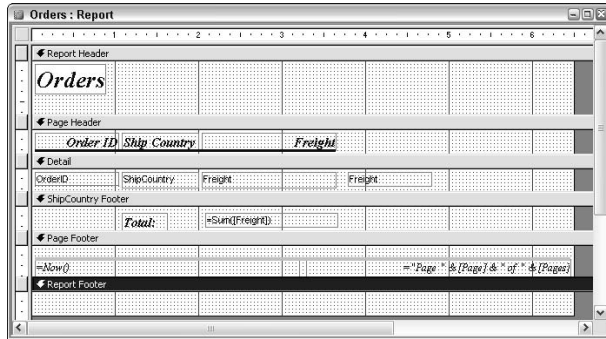 Orders : Report
1 2 3 4 5 6
Report Header
Orders
Page Header
Order ID Ship Country Freight
Detail
OrderID ShipCountry Freight Freight
ShipCountry Footer
Total: =Sum([Freight])
Page Footer
=Now() ="Page " & [Page] & " of " & [Pages]
Report Footer